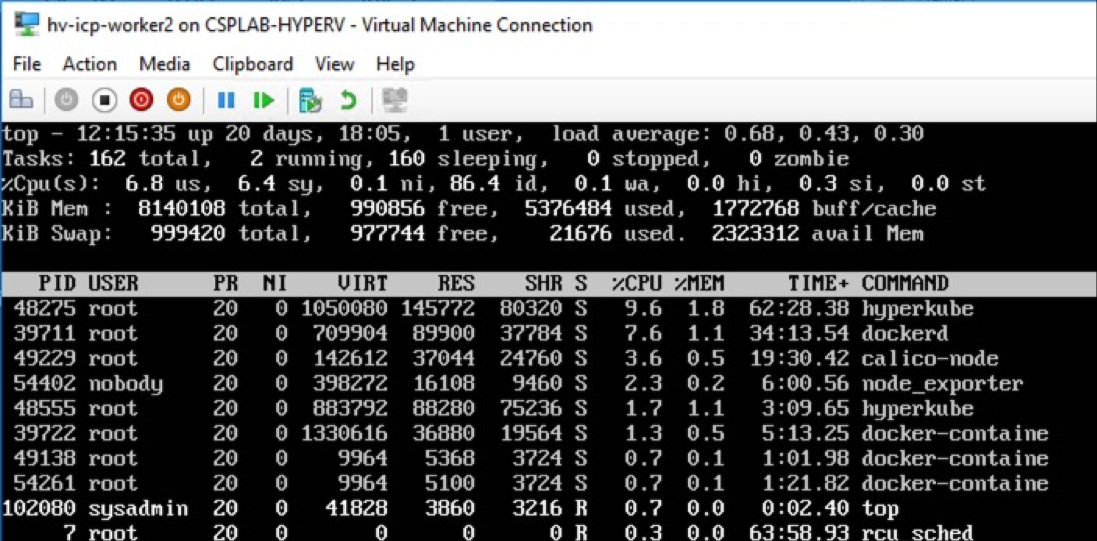 hv-icp-worker2 on CSPLAB-HYPERV - Virtual Machine Connection
File Action Media Clipboard View Help
top - 12:15:35 up 20 days, 18:05, 1 user, load average: 0.68, 0.43, 0.30
Tasks: 162 total, 2 running, 160 sleeping, 0 stopped, 0 zombie
%Cpu(s): 6.8 us, 6.4 sy, 0.1 ni, 86.4 id, 0.1 wa, 0.0 hi, 0.3 si, 0.0 st
KiB Mem : 8140108 total, 990856 free, 5376484 used, 1772768 buff/cache
KiB Swap: 999420 total, 977744 free, 21676 used. 2323312 avail Mem
PID USER PR NI VIRT RES SHR S %CPU %MEM TIME+ COMMAND
48275 root 20 0 1050080 145772 80320 S 9.6 1.8 62:28.38 hyperkube
39711 root 20 0 709904 89900 37784 S 7.6 1.1 34:13.54 dockerd
49229 root 20 0 142612 37044 24760 S 3.6 0.5 19:30.42 calico-node
54402 nobody 20 0 398272 16108 9460 S 2.3 0.2 6:00.56 node_exporter
48555 root 20 0 883792 88280 75236 S 1.7 1.1 3:09.65 hyperkube
39722 root 20 0 1330616 36880 19564 S 1.3 0.5 5:13.25 docker-containe
49138 root 20 0 9964 5368 3724 S 0.7 0.1 1:01.98 docker-containe
54261 root 20 0 9964 5100 3724 S 0.7 0.1 1:21.82 docker-containe
102080 sysadmin 20 0 41828 3860 3216 R 0.7 0.0 0:02.40 top
7 root 20 0 0 0 0 R 0.3 0.0 63:58.93 rcu_sched